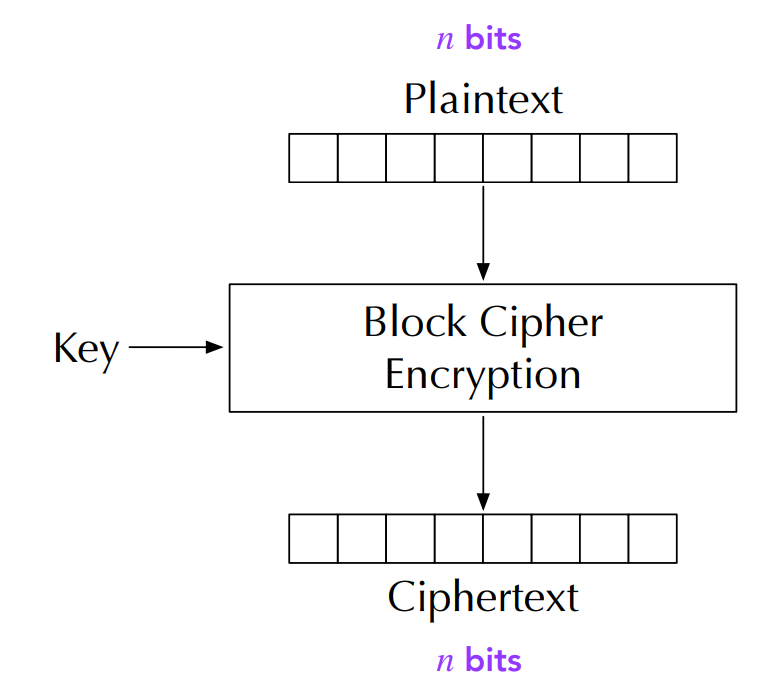 n bits
Plaintext
Key
Block Cipher
Encryption
Ciphertext
n bits